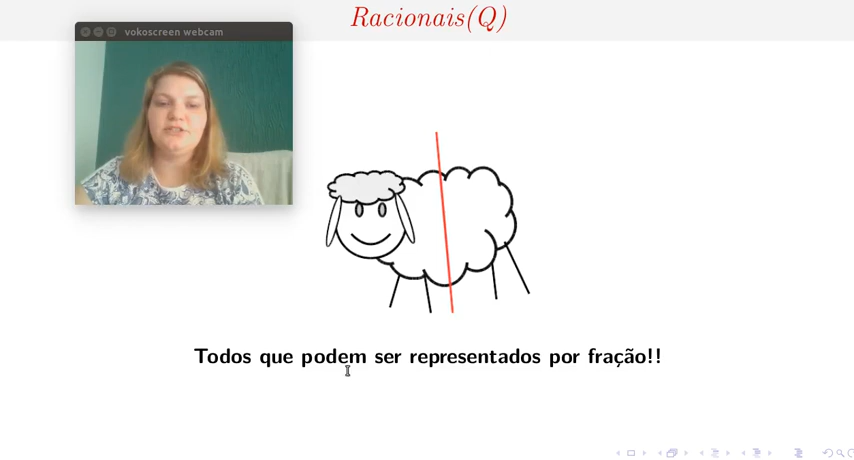 Racionais(Q)
vokoscreen webcam
Todos que podem ser representados por fração!!